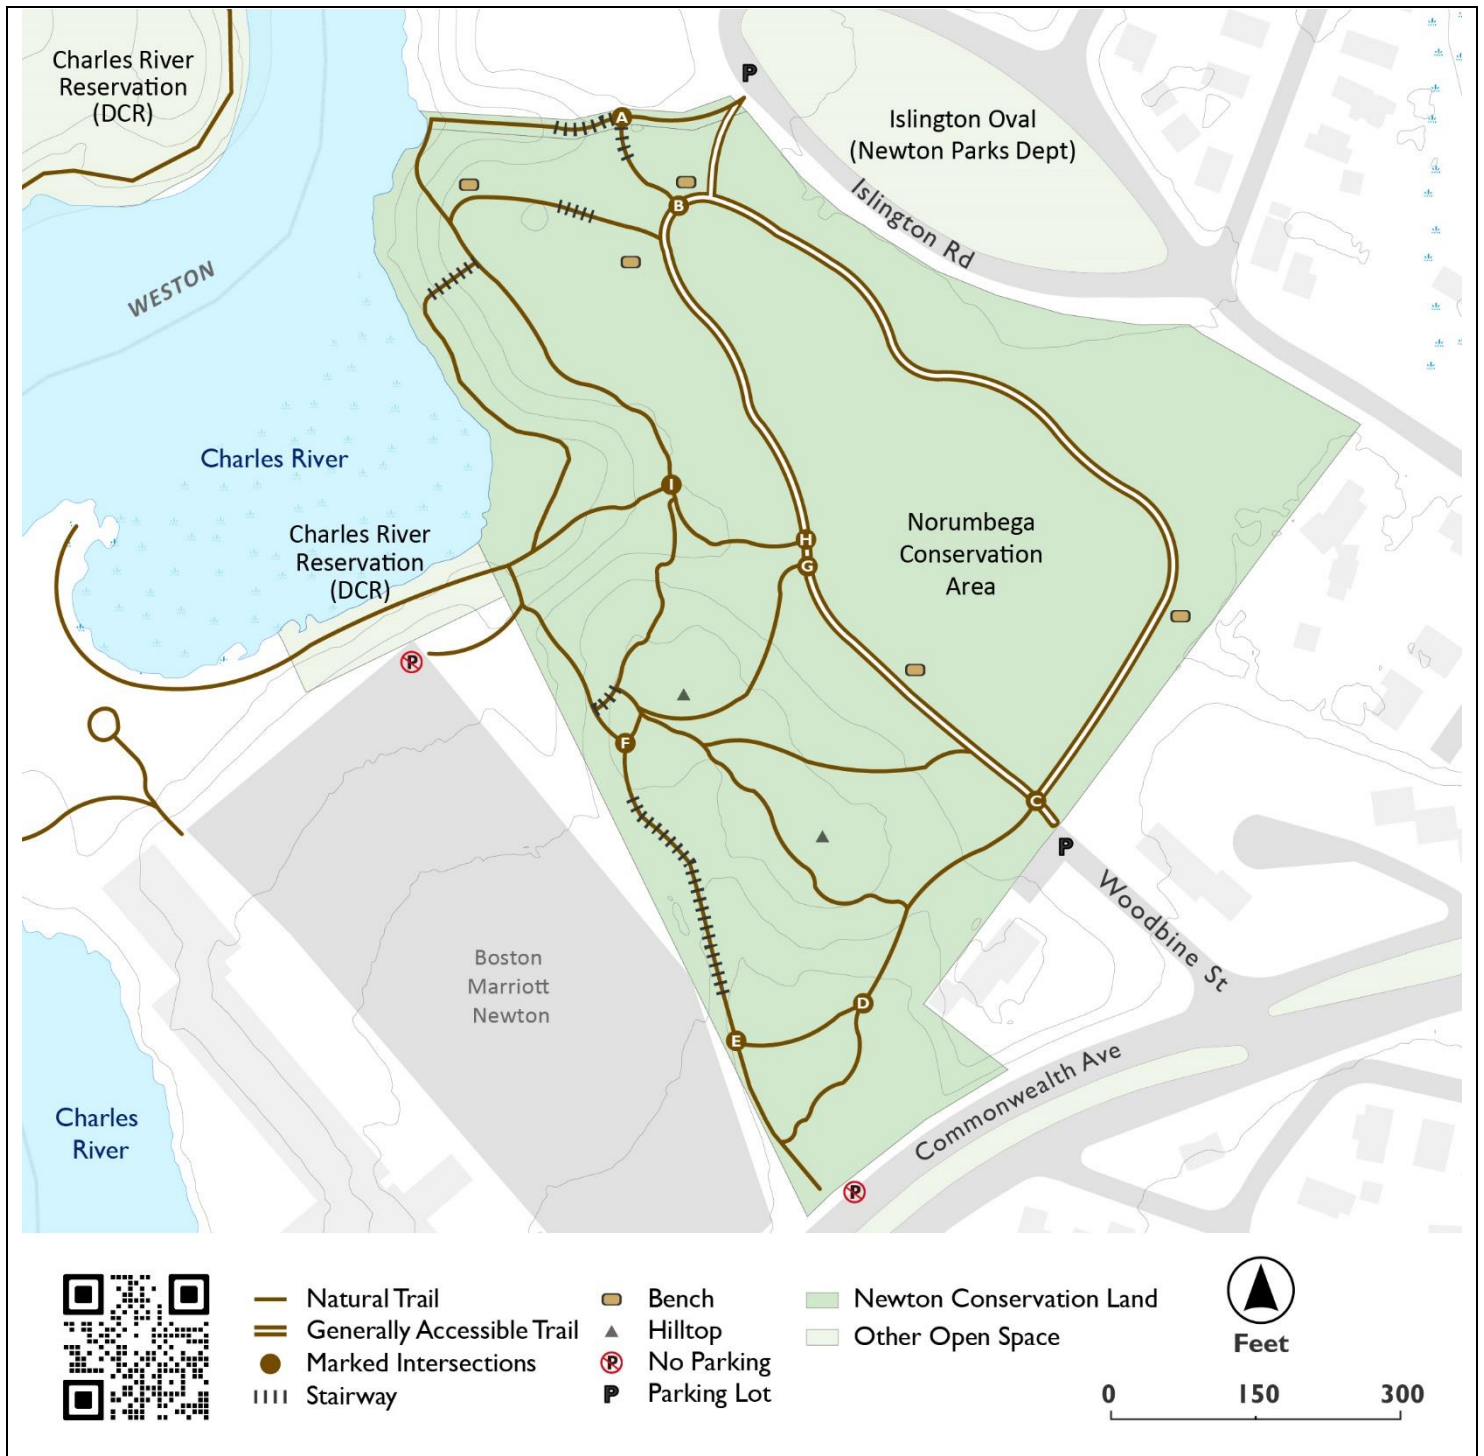 Charles River
Reservation
(DCR)
P
Islington Oval
(Newton Parks Dept)
A
B
Islington Rd
WESTON
Charles River
I
Charles River
Reservation
(DCR)
H
G
Norumbega
Conservation
Area
P
F
C
P
Woodbine St
Boston
Marriott
Newton
D
E
Commonwealth Ave
Charles
River
P
Natural Trail
Generally Accessible Trail
Marked Intersections
Stairway
Bench
Hilltop
P
No Parking
P
Parking Lot
Newton Conservation Land
Other Open Space
Feet
0 150 300